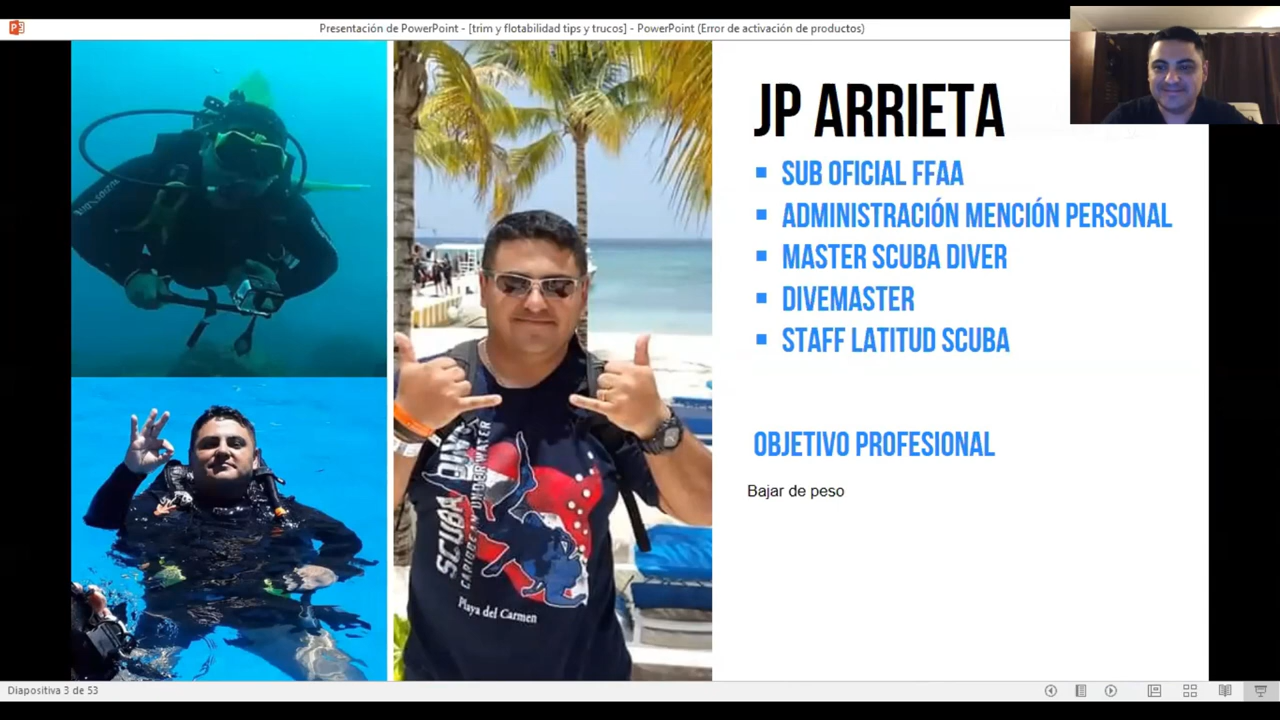 Presentación de PowerPoint - [trim y flotabilidad tips y trucos] - PowerPoint (Error de activación de productos)
JP ARRIETA
SUB OFICIAL FFAA
ADMINISTRACIÓN MENCIÓN PERSONAL
MASTER SCUBA DIVER
DIVEMASTER
STAFF LATITUD SCUBA
OBJETIVO PROFESIONAL
Bajar de peso
SCUBA DIVING
CARIBBEAN UNDERWATER
Playa del Carmen
Diapositiva 3 de 53